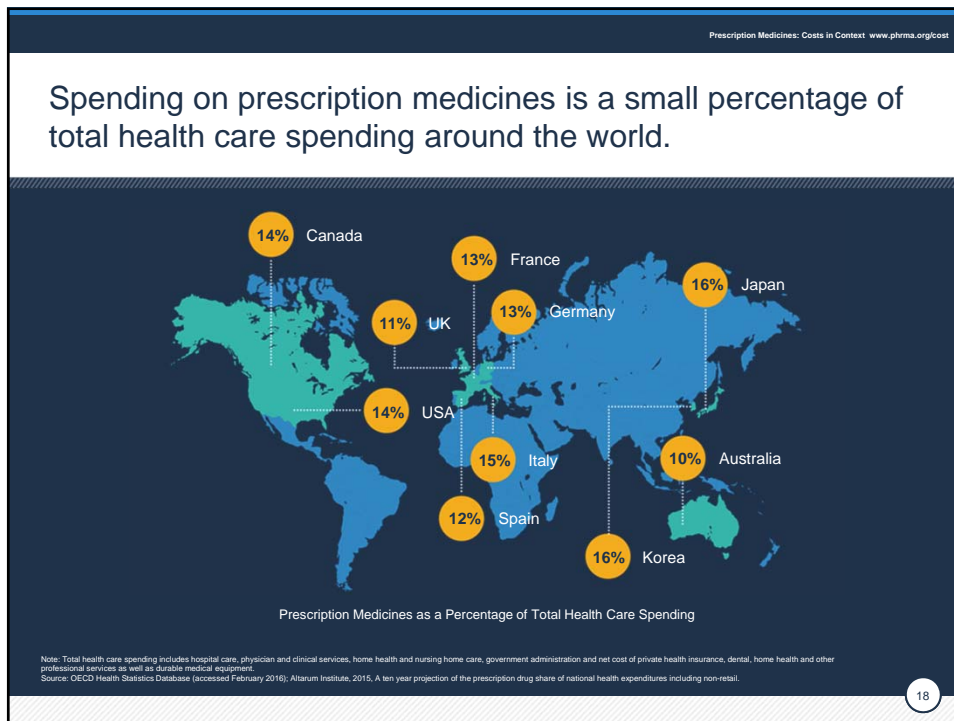 Prescription Medicines: Costs in Context www.phrma.org/cost
Spending on prescription medicines is a small percentage of
total health care spending around the world.
14% Canada
13% France
16% Japan
11% UK
13% Germany
14% USA
15% Italy
10% Australia
12% Spain
16% Korea
Prescription Medicines as a Percentage of Total Health Care Spending
Note: Total health care spending includes hospital care, physician and clinical services, home health and nursing home care, government administration and net cost of private health insurance, dental, home health and other
professional services as well as durable medical equipment.
Source: OECD Health Statistics Database (accessed February 2016); Altarum Institute, 2015, A ten year projection of the prescription drug share of national health expenditures including non-retail.
18